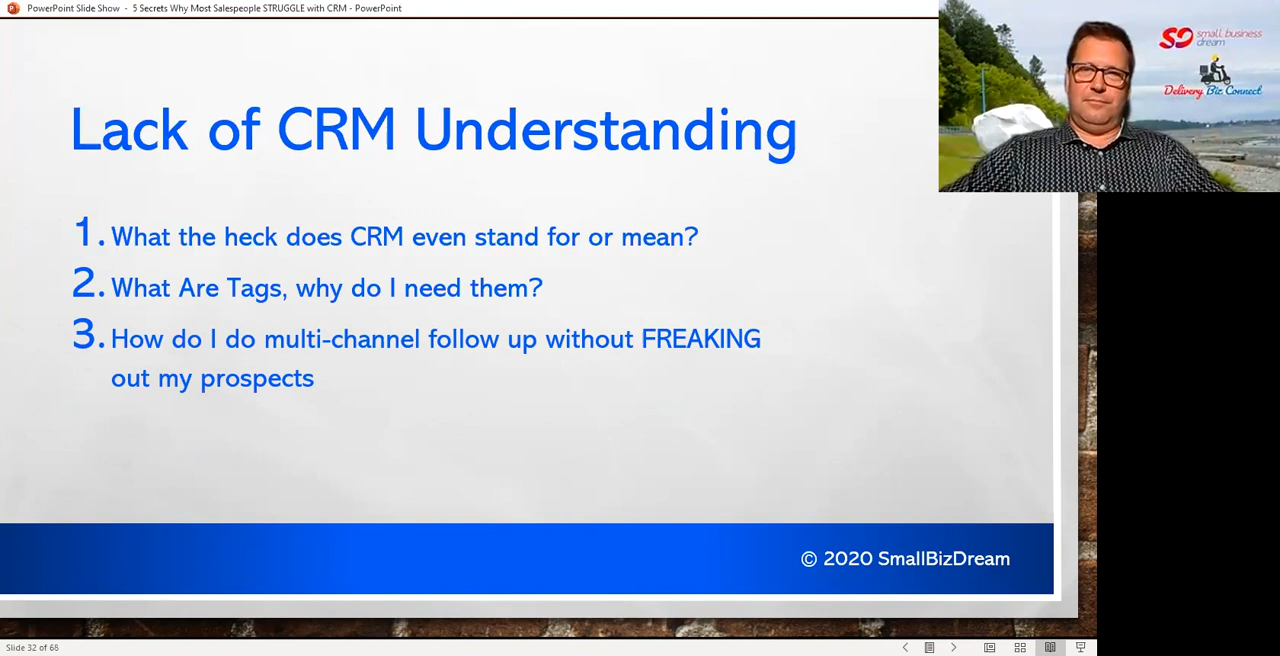 PowerPoint Slide Show - 5 Secrets Why Most Salespeople STRUGGLE with CRM - PowerPoint
small business
dream
Delivery Biz Connect
Lack of CRM Understanding
1. What the heck does CRM even stand for or mean?
2. What Are Tags, why do I need them?
3. How do I do multi-channel follow up without FREAKING
out my prospects
© 2020 SmallBizDream
Slide 32 of 68